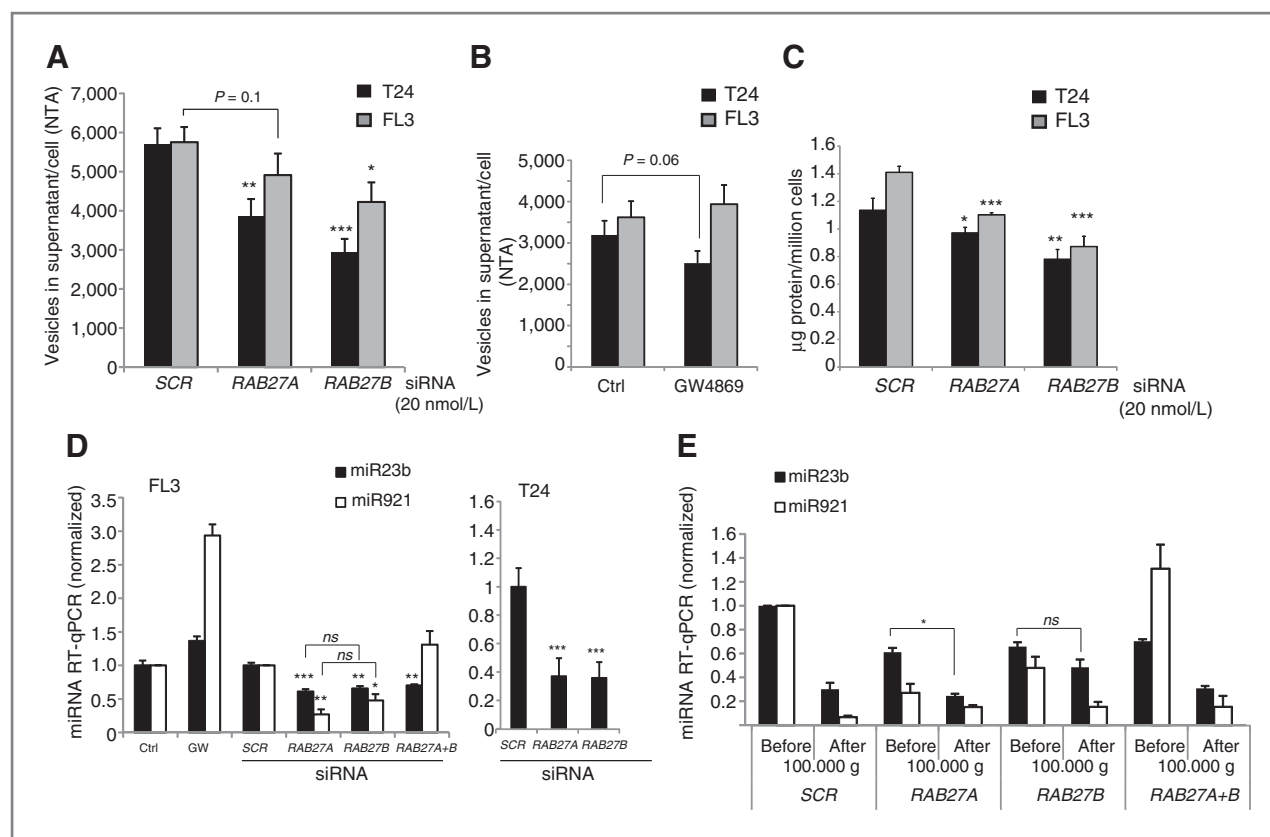 A
T24
FL3
Vesicles in supernatant/cell (NTA)
7,000
6,000
5,000
4,000
3,000
2,000
1,000
0
P = 0.1
**
***
*
SCR
RAB27A
RAB27B
siRNA
(20 nmol/L)
B
T24
FL3
Vesicles in supernatant/cell
(NTA)
5,000
4,000
3,000
2,000
1,000
0
P = 0.06
Ctrl
GW4869
C
T24
FL3
µg protein/million cells
1.6
1.4
1.2
1
0.8
0.6
0.4
0.2
0
*
***
**
***
SCR
RAB27A
RAB27B
siRNA
(20 nmol/L)
D
FL3
miR23b
miR921
miRNA RT-qPCR (normalized)
3.5
3.0
2.5
2.0
1.5
1.0
0.5
0
ns
ns
***
**
**
*
**
Ctrl
GW
SCR
RAB27A
RAB27B
RAB27A+B
siRNA
T24
1.6
1.4
1.2
1
0.8
0.6
0.4
0.2
0
***
***
SCR
RAB27A
RAB27B
siRNA
E
miR23b
miR921
miRNA RT-qPCR (normalized)
1.6
1.4
1.2
1.0
0.8
0.6
0.4
0.2
*
ns
Before After Before After Before After Before After
100.000 g 100.000 g 100.000 g 100.000 g
SCR RAB27A RAB27B RAB27A+B